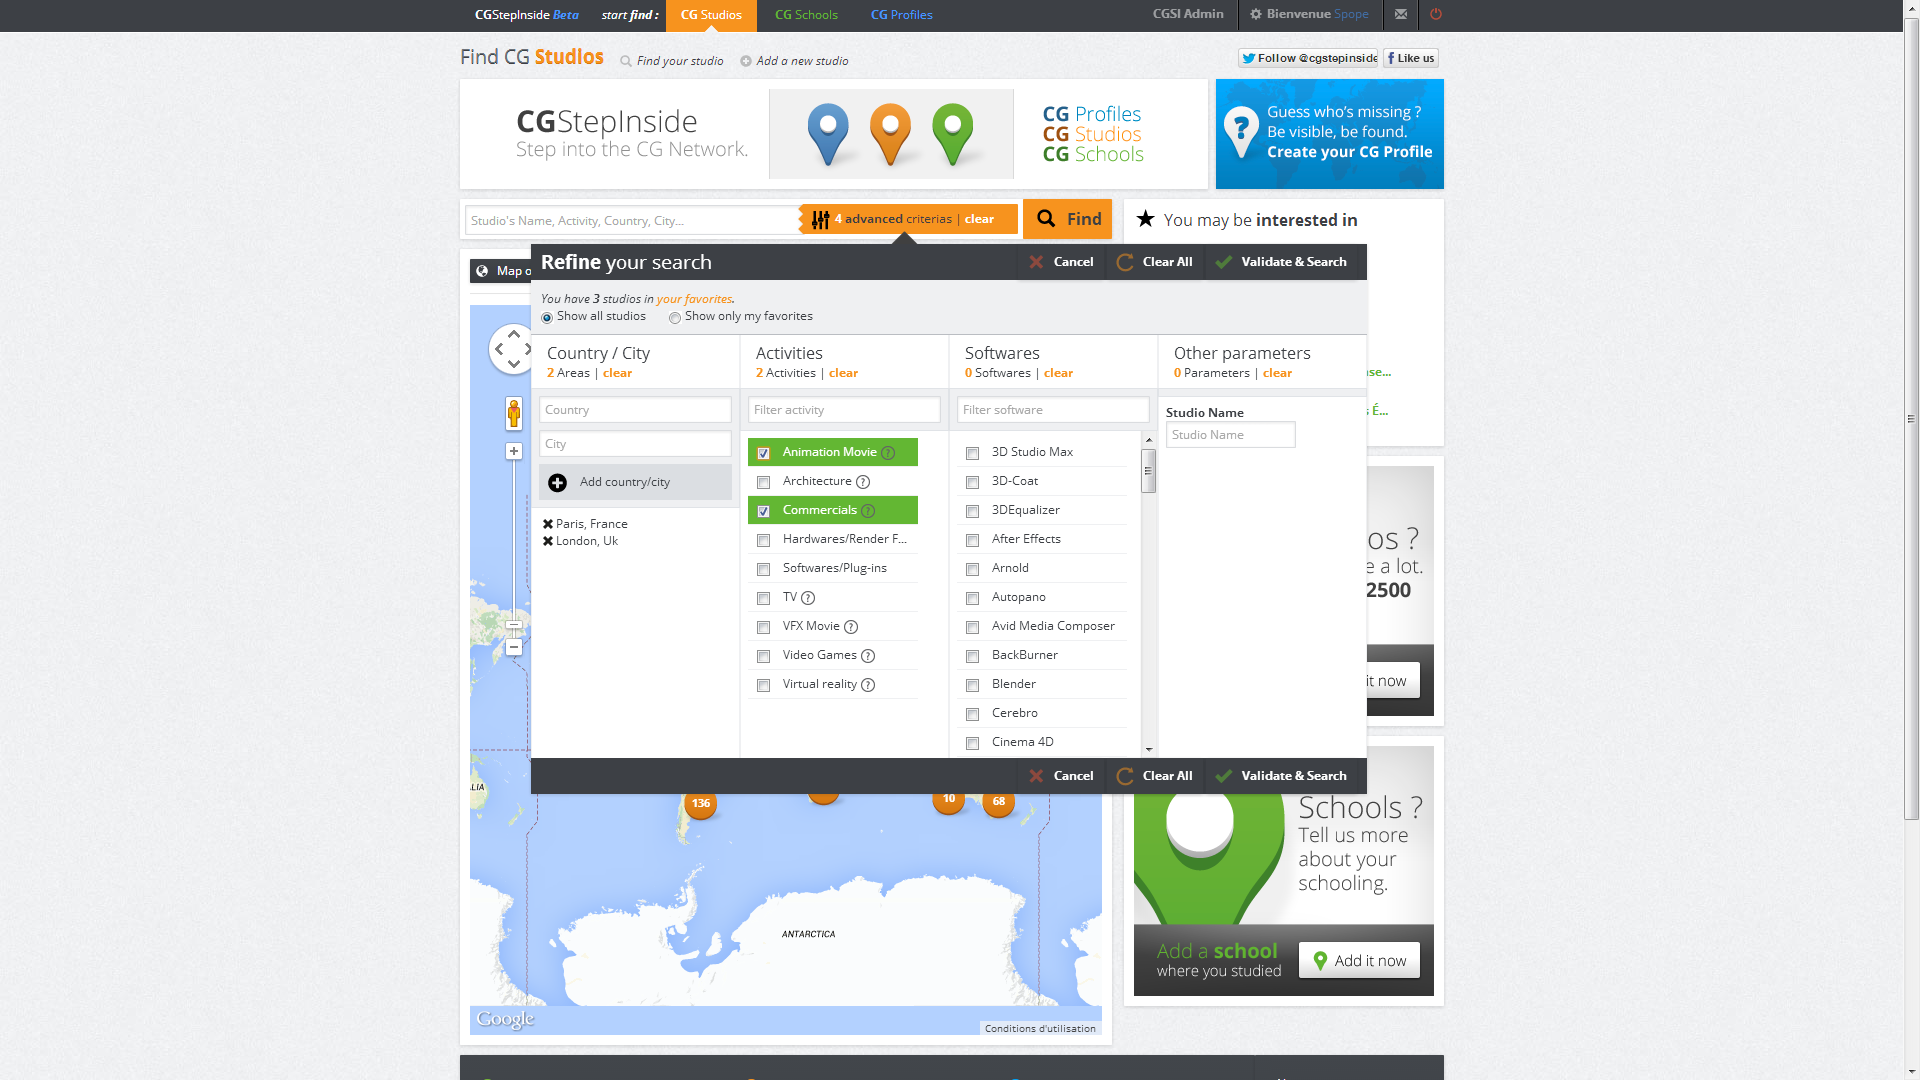 CGStepInside Beta start find : CG Studios CG Schools CG Profiles CGSI Admin Bienvenue Spope
Find CG Studios Find your studio Add a new studio Follow @cgstepinside Like us
CGStepInside
Step into the CG Network.
CG Profiles
CG Studios
CG Schools
Guess who's missing ?
Be visible, be found.
Create your CG Profile
Studio's Name, Activity, Country, City... 4 advanced criterias | clear Find
You may be interested in
Map o
Refine your search Cancel Clear All Validate & Search
You have 3 studios in your favorites.
Show all studios Show only my favorites
Country / City
2 Areas | clear
Country
City
Add country/city
Paris, France
London, Uk
Activities
2 Activities | clear
Filter activity
Animation Movie ?
Architecture ?
Commercials ?
Hardwares/Render F...
Softwares/Plug-ins
TV ?
VFX Movie ?
Video Games ?
Virtual reality ?
Softwares
0 Softwares | clear
Filter software
3D Studio Max
3D-Coat
3DEqualizer
After Effects
Arnold
Autopano
Avid Media Composer
BackBurner
Blender
Cerebro
Cinema 4D
Other parameters
0 Parameters | clear
Studio Name
Studio Name
Cancel Clear All Validate & Search
se...
É...
os ?
e a lot.
2500
it now
LIA
136
10
68
ANTARCTICA
Google
Conditions d'utilisation
Schools ?
Tell us more
about your
schooling.
Add a school
where you studied
Add it now